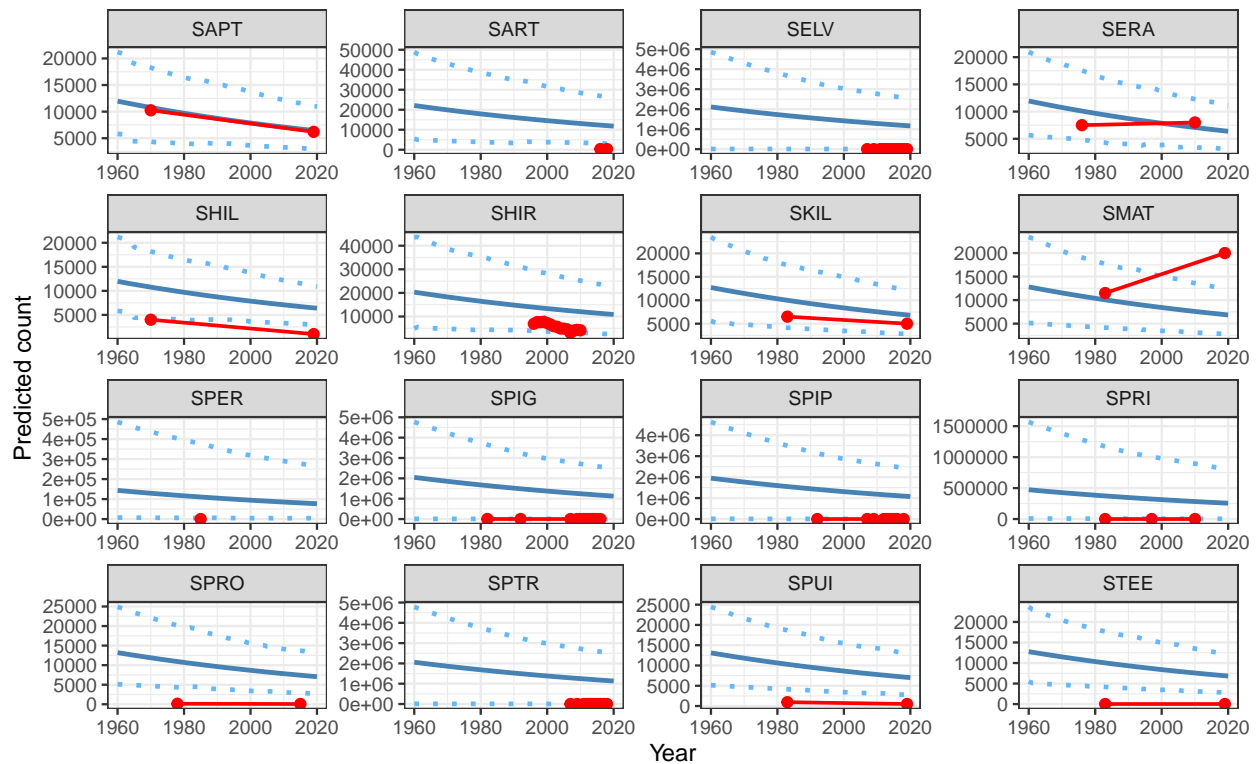 SAPT SART SELV SERA
20000 15000 10000 5000
50000 40000 30000 20000 10000 0
5e+06 4e+06 3e+06 2e+06 1e+06 0e+00
20000 15000 10000 5000
1960 1980 2000 2020 1960 1980 2000 2020 1960 1980 2000 2020 1960 1980 2000 2020
SHIL SHIR SKIL SMAT
20000 15000 10000 5000
40000 30000 20000 10000
25000 20000 15000 10000 5000
20000 15000 10000 5000
1960 1980 2000 2020 1960 1980 2000 2020 1960 1980 2000 2020 1960 1980 2000 2020
Predicted count
SPER SPIG SPIP SPRI
5e+05 4e+05 3e+05 2e+05 1e+05 0e+00
5e+06 4e+06 3e+06 2e+06 1e+06 0e+00
4e+06 3e+06 2e+06 1e+06 0e+00
1500000 1000000 500000 0
1960 1980 2000 2020 1960 1980 2000 2020 1960 1980 2000 2020 1960 1980 2000 2020
SPRO SPTR SPUI STEE
25000 20000 15000 10000 5000 0
5e+06 4e+06 3e+06 2e+06 1e+06 0e+00
25000 20000 15000 10000 5000 0
20000 15000 10000 5000 0
1960 1980 2000 2020 1960 1980 2000 2020 1960 1980 2000 2020 1960 1980 2000 2020
Year